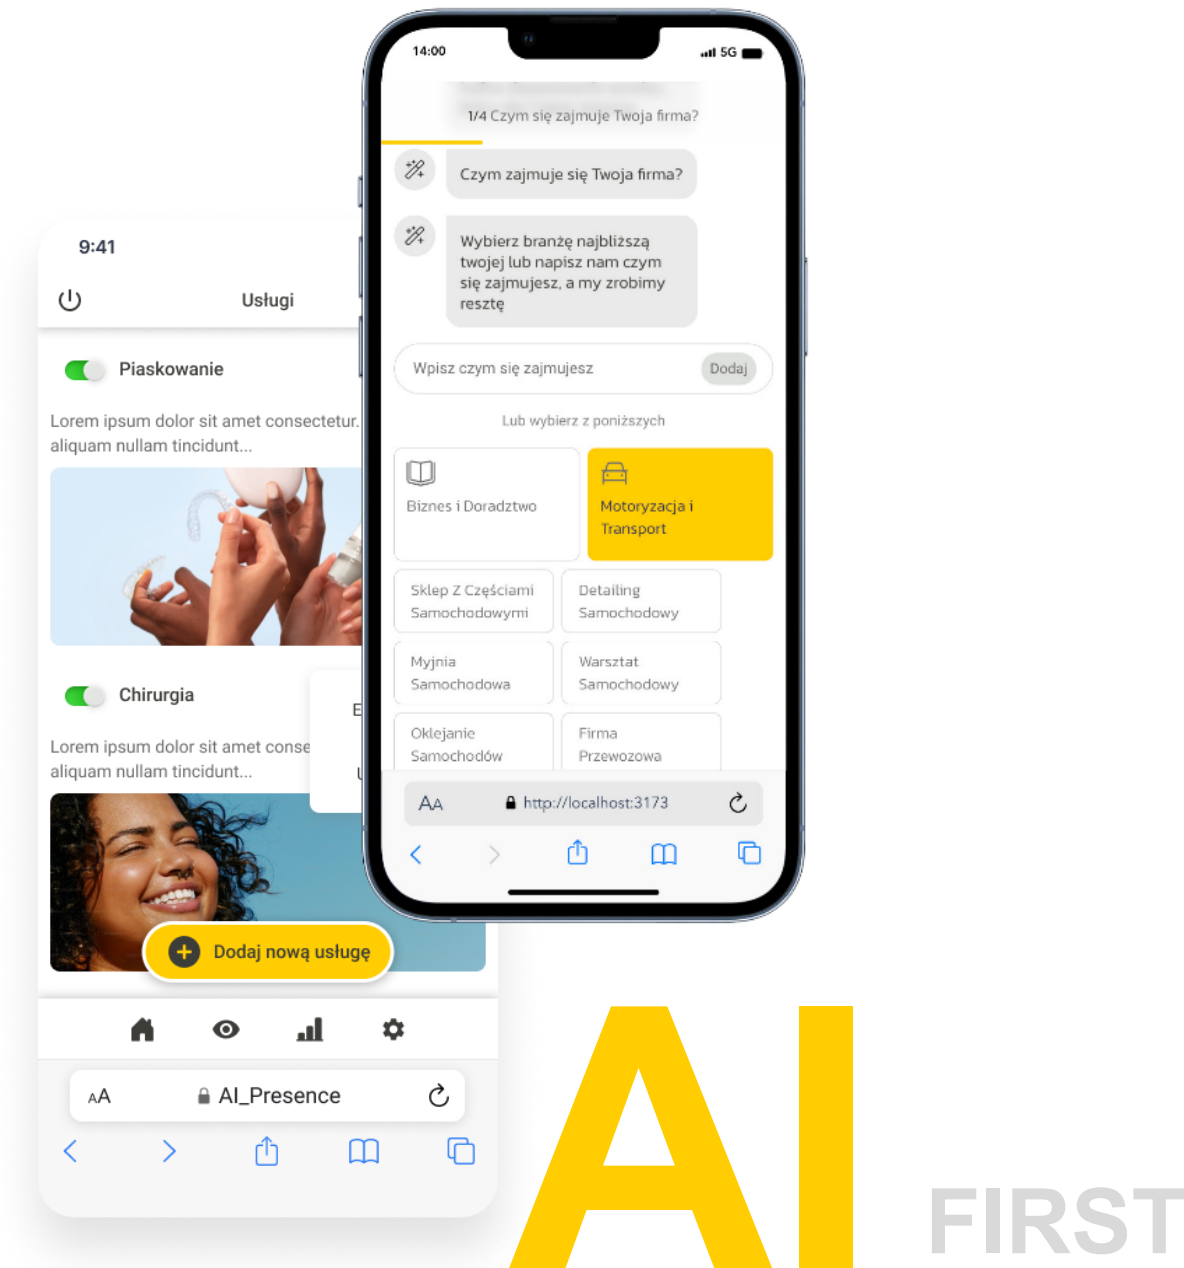 14:00
5G
1/4 Czym się zajmuje Twoja firma?
Czym zajmuje się Twoja firma?
Wybierz branżę najbliższą
twojej lub napisz nam czym
się zajmujesz, a my zrobimy
resztę
Wpisz czym się zajmujesz
Dodaj
Lub wybierz z poniższych
Biznes i Doradztwo
Motoryzacja i
Transport
Sklep Z Częściami
Samochodowymi
Detailing
Samochodowy
Myjnia
Samochodowa
Warsztat
Samochodowy
Oklejanie
Samochodów
Firma
Przewozowa
AA
http://localhost:3173
9:41
Usługi
Piaskowanie
Lorem ipsum dolor sit amet consectetur.
aliquam nullam tincidunt...
Chirurgia
Lorem ipsum dolor sit amet conse
aliquam nullam tincidunt...
E
U
Dodaj nową usługę
AA
AI_Presence
AI
FIRST